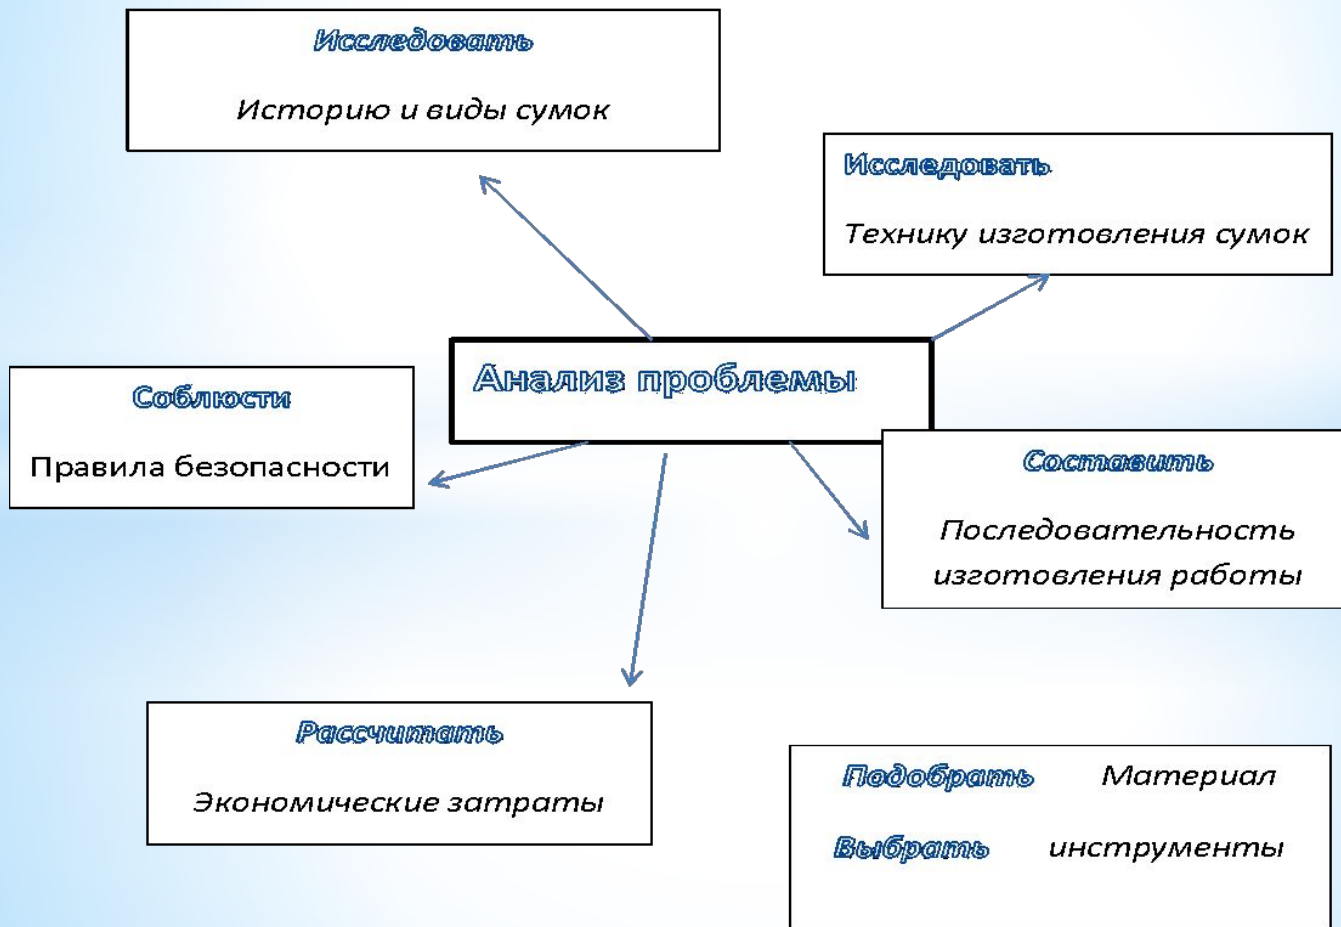 Исследовать
Историю и виды сумок
Исследовать
Технику изготовления сумок
Анализ проблемы
Соблюсти
Правила безопасности
Составить
Последовательность
изготовления работы
Рассчитать
Экономические затраты
Подобрать Материал
Выбрать инструменты